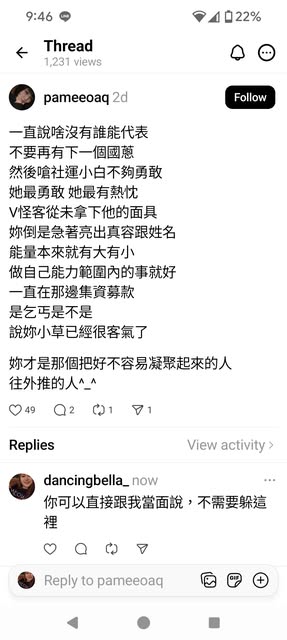 9:46
22%
Thread
1,231 views
pameeoaq 2d
Follow
一直說啥沒有誰能代表
不要再有下一個國蒽
然後嗆社運小白不夠勇敢
她最勇敢 她最有熱忱
V怪客從未拿下他的面具
妳倒是急著亮出真容跟姓名
能量本來就有大有小
做自己能力範圍內的事就好
一直在那邊集資募款
是乞丐是不是
說妳小草已經很客氣了
妳才是那個把好不容易凝聚起來的人
往外推的人^_^
49 2 1 1
Replies
View activity
dancingbella_ now
你可以直接跟我當面說，不需要躲這
裡
Reply to pameeoaq
GIF